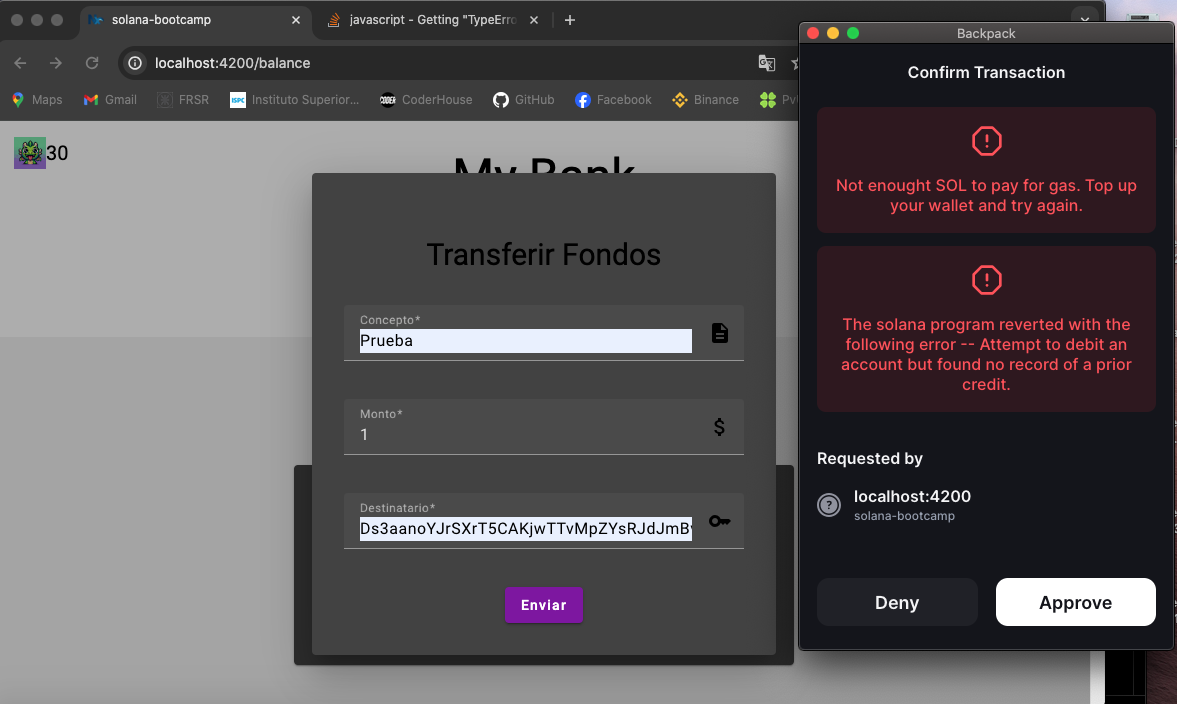 solana-bootcamp
javascript - Getting "TypeErro
localhost:4200/balance
Maps
Gmail
FRSR
Instituto Superior...
CoderHouse
GitHub
Facebook
Binance
30
My Bank
Transferir Fondos
Concepto*
Prueba
Monto*
1
Destinatario*
Ds3aanoYJrSXrT5CAKjwTTvMpZYsRJdJmB
Enviar
Backpack
Confirm Transaction
Not enought SOL to pay for gas. Top up
your wallet and try again.
The solana program reverted with the
following error -- Attempt to debit an
account but found no record of a prior
credit.
Requested by
localhost:4200
solana-bootcamp
Deny
Approve